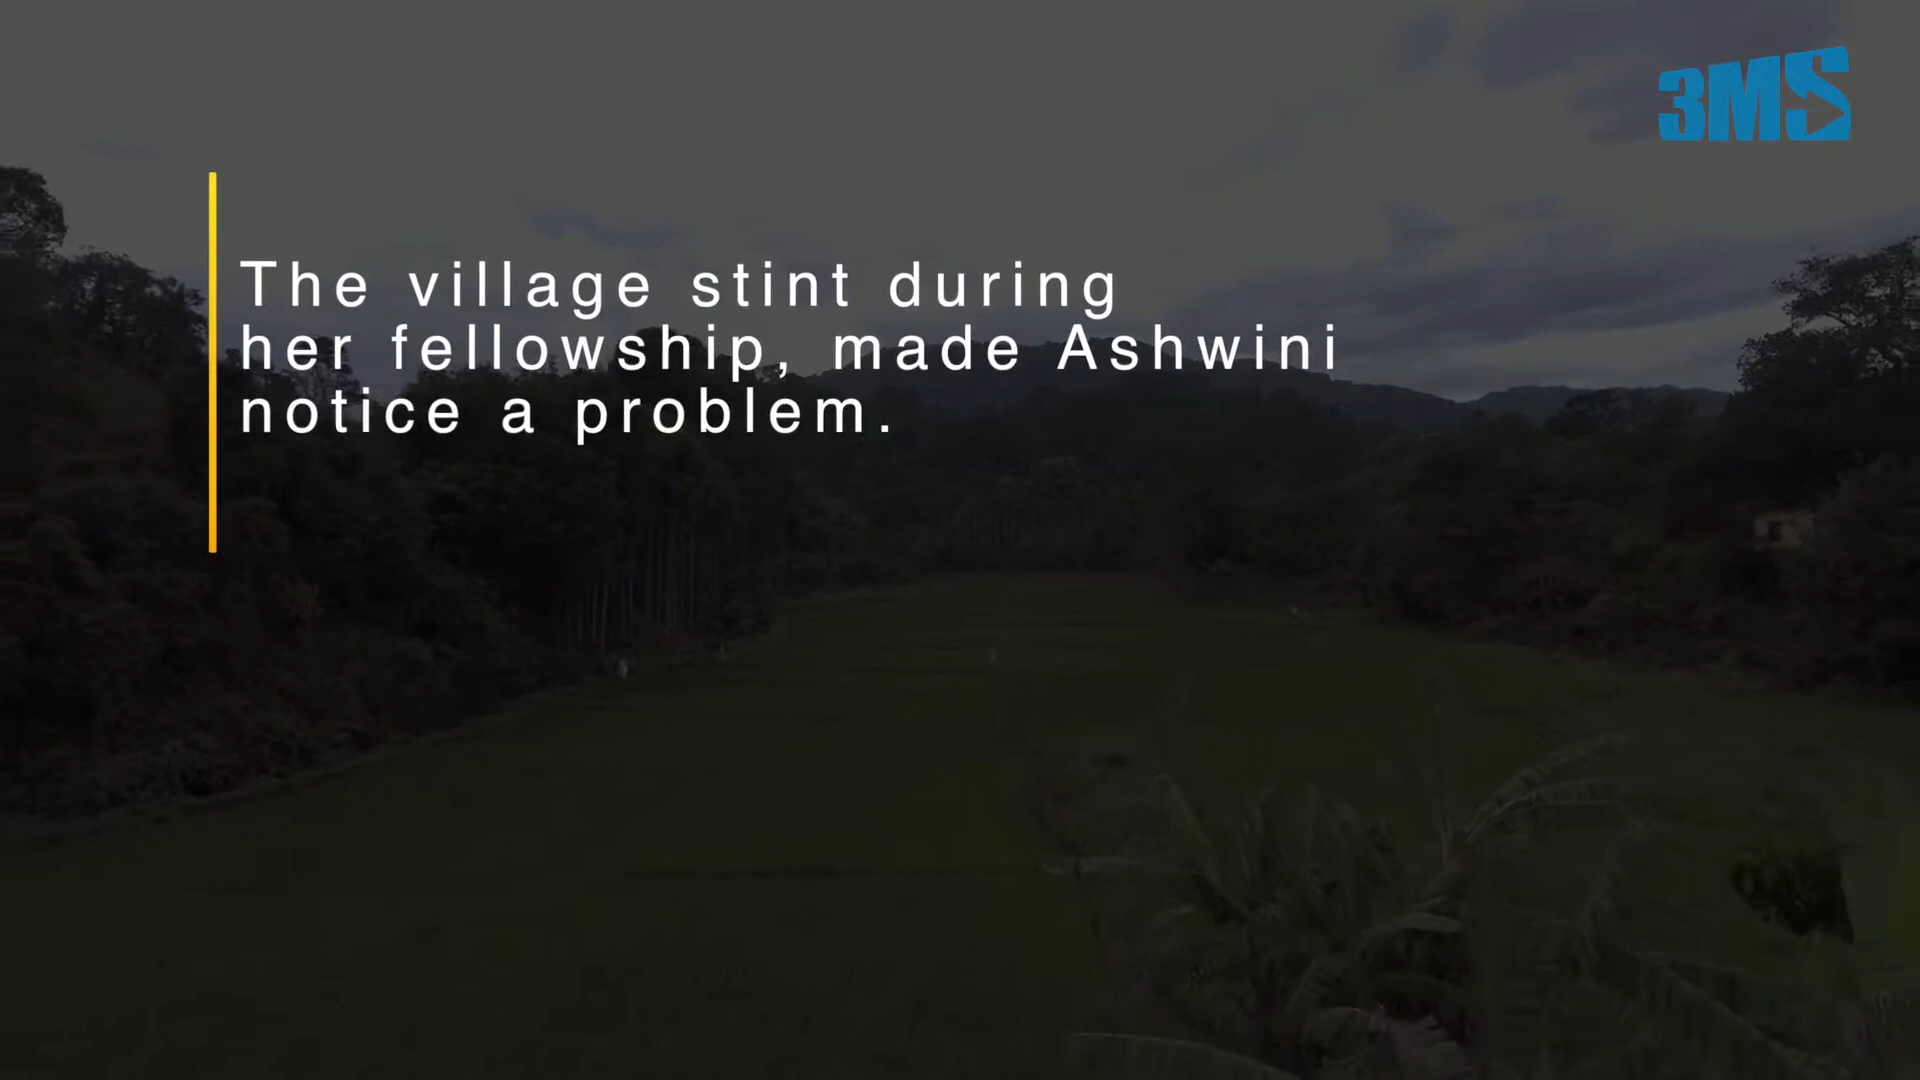 3MS
The village stint during
her fellowship, made Ashwini
notice a problem.